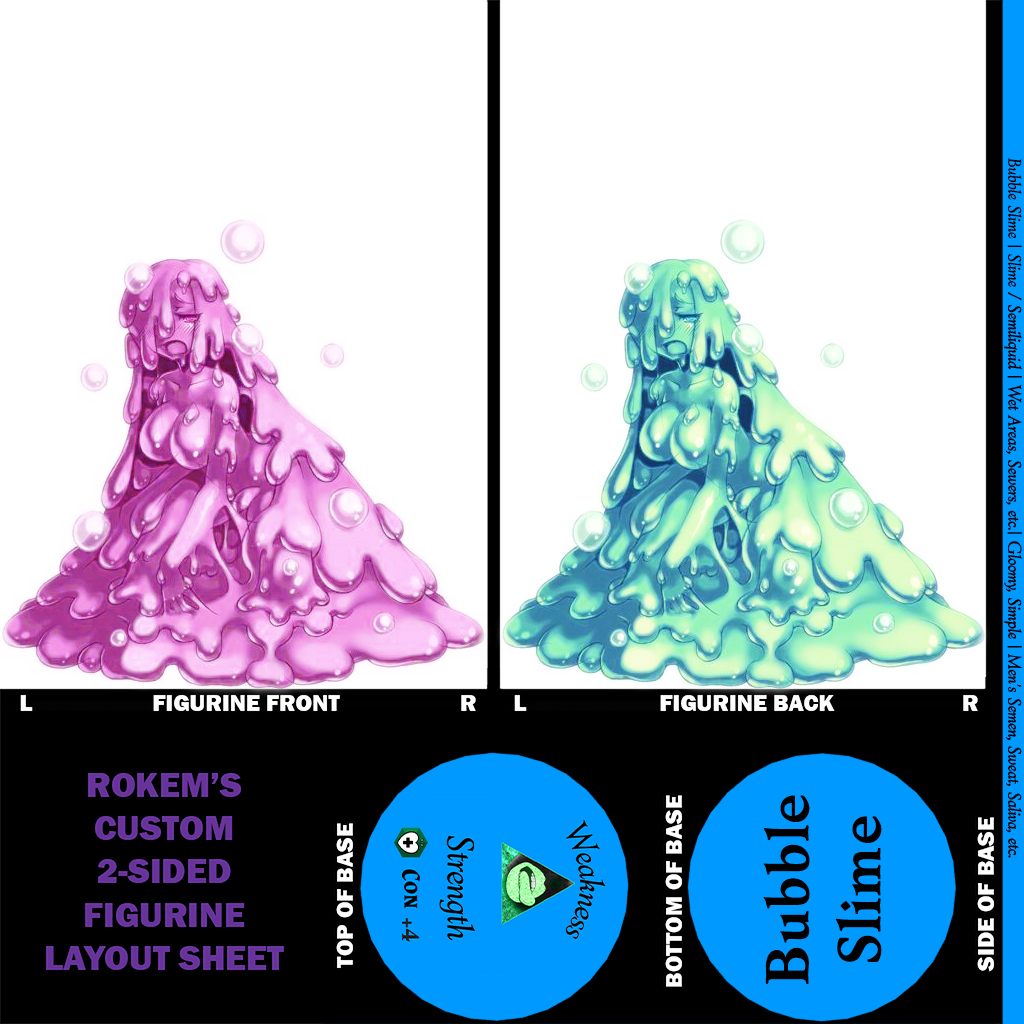 L FIGURINE FRONT R
L FIGURINE BACK R
ROKEM'S
CUSTOM
2-SIDED
FIGURINE
LAYOUT SHEET
TOP OF BASE
CON +4
Strength
Weakness
BOTTOM OF BASE
Bubble
Slime
SIDE OF BASE
Bubble Slime | Slime / Semiliquid | Wet Areas, Sewers, etc.| Gloomy, Simple | Men's Semen, Sweat, Saliva, etc.